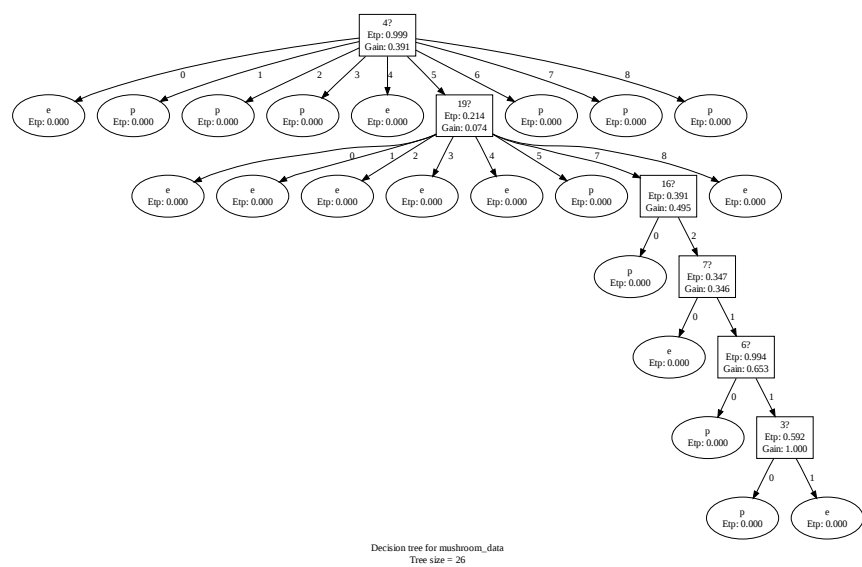 4?
Etp: 0.999
Gain: 0.391
0
1
2
3
4
5
6
7
8
e
Etp: 0.000
p
Etp: 0.000
p
Etp: 0.000
p
Etp: 0.000
e
Etp: 0.000
19?
Etp: 0.214
Gain: 0.074
p
Etp: 0.000
p
Etp: 0.000
p
Etp: 0.000
0
1
2
3
4
5
7
8
e
Etp: 0.000
e
Etp: 0.000
e
Etp: 0.000
e
Etp: 0.000
e
Etp: 0.000
p
Etp: 0.000
16?
Etp: 0.391
Gain: 0.495
e
Etp: 0.000
0
2
p
Etp: 0.000
7?
Etp: 0.347
Gain: 0.346
0
1
e
Etp: 0.000
6?
Etp: 0.994
Gain: 0.653
0
1
p
Etp: 0.000
3?
Etp: 0.592
Gain: 1.000
0
1
p
Etp: 0.000
e
Etp: 0.000
Decision tree for mushroom_data
Tree size = 26